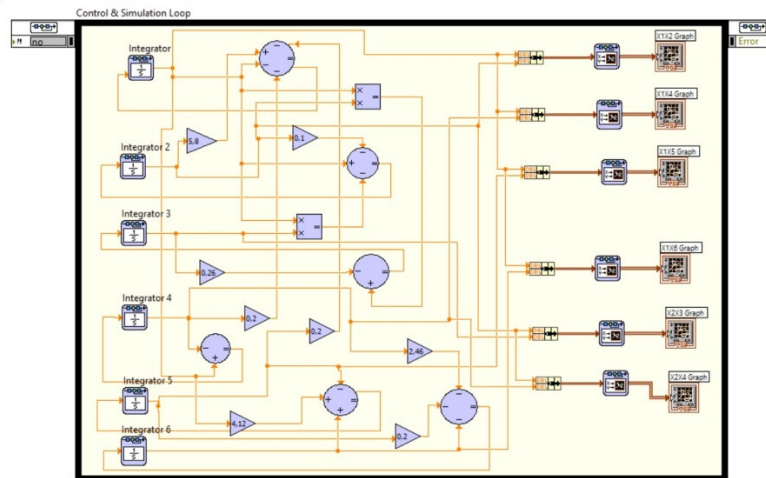 Control & Simulation Loop
no
Error
Integrator
Integrator 2
Integrator 3
Integrator 4
Integrator 5
Integrator 6
5,8
0,1
0,26
0,2
0,2
2,46
4,12
0,2
X1X2 Graph
X1X4 Graph
X1X5 Graph
X1X6 Graph
X2X3 Graph
X2X4 Graph